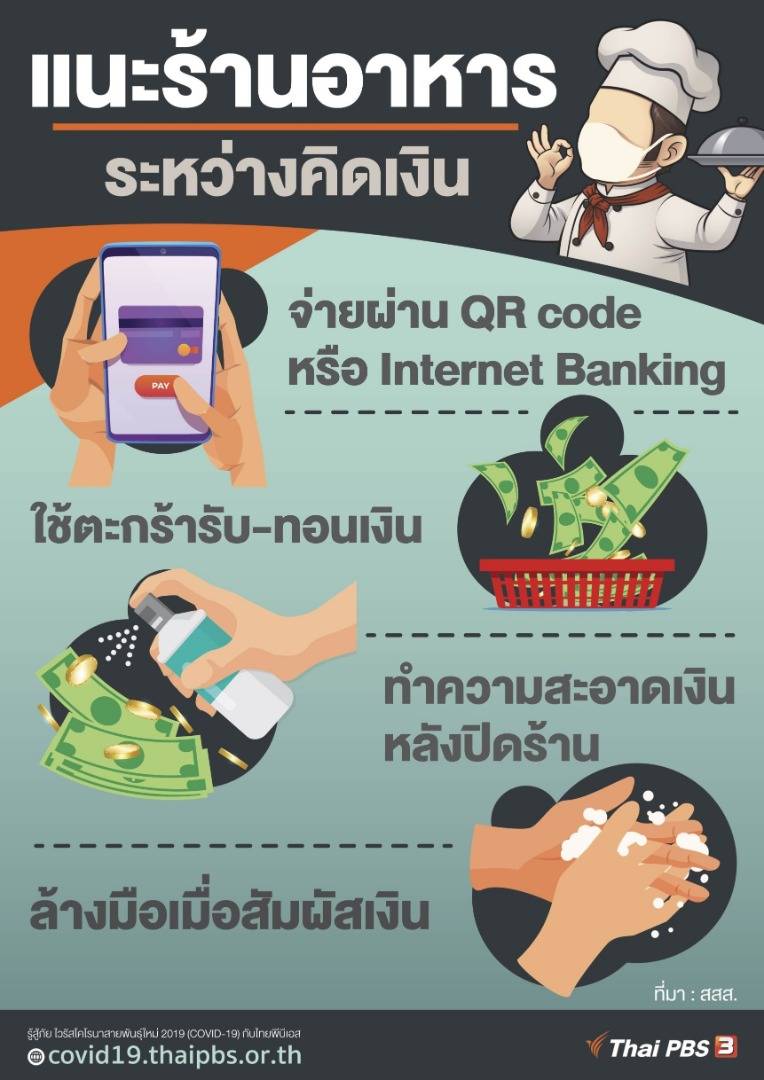 แนะร้านอาหาร
ระหว่างคิดเงิน
จ่ายผ่าน QR code
หรือ Internet Banking
PAY
ใช้ตะกร้ารับ-ทอนเงิน
ทำความสะอาดเงิน
หลังปิดร้าน
ล้างมือเมื่อสัมผัสเงิน
ที่มา : สสส.
รู้สู้ภัย ไวรัสโคโรนาสายพันธุ์ใหม่ 2019 (COVID-19) กับไทยพีบีเอส
covid19.thaipbs.or.th
Thai PBS 3